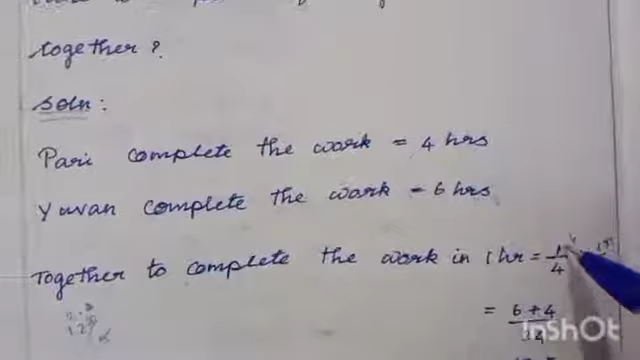 together ?
Soln :
Pari complete the work = 4 hrs
Yuvan complete the work = 6 hrs
Together to complete the work in 1 hr = 1/4
= 6+4/24
InShOt